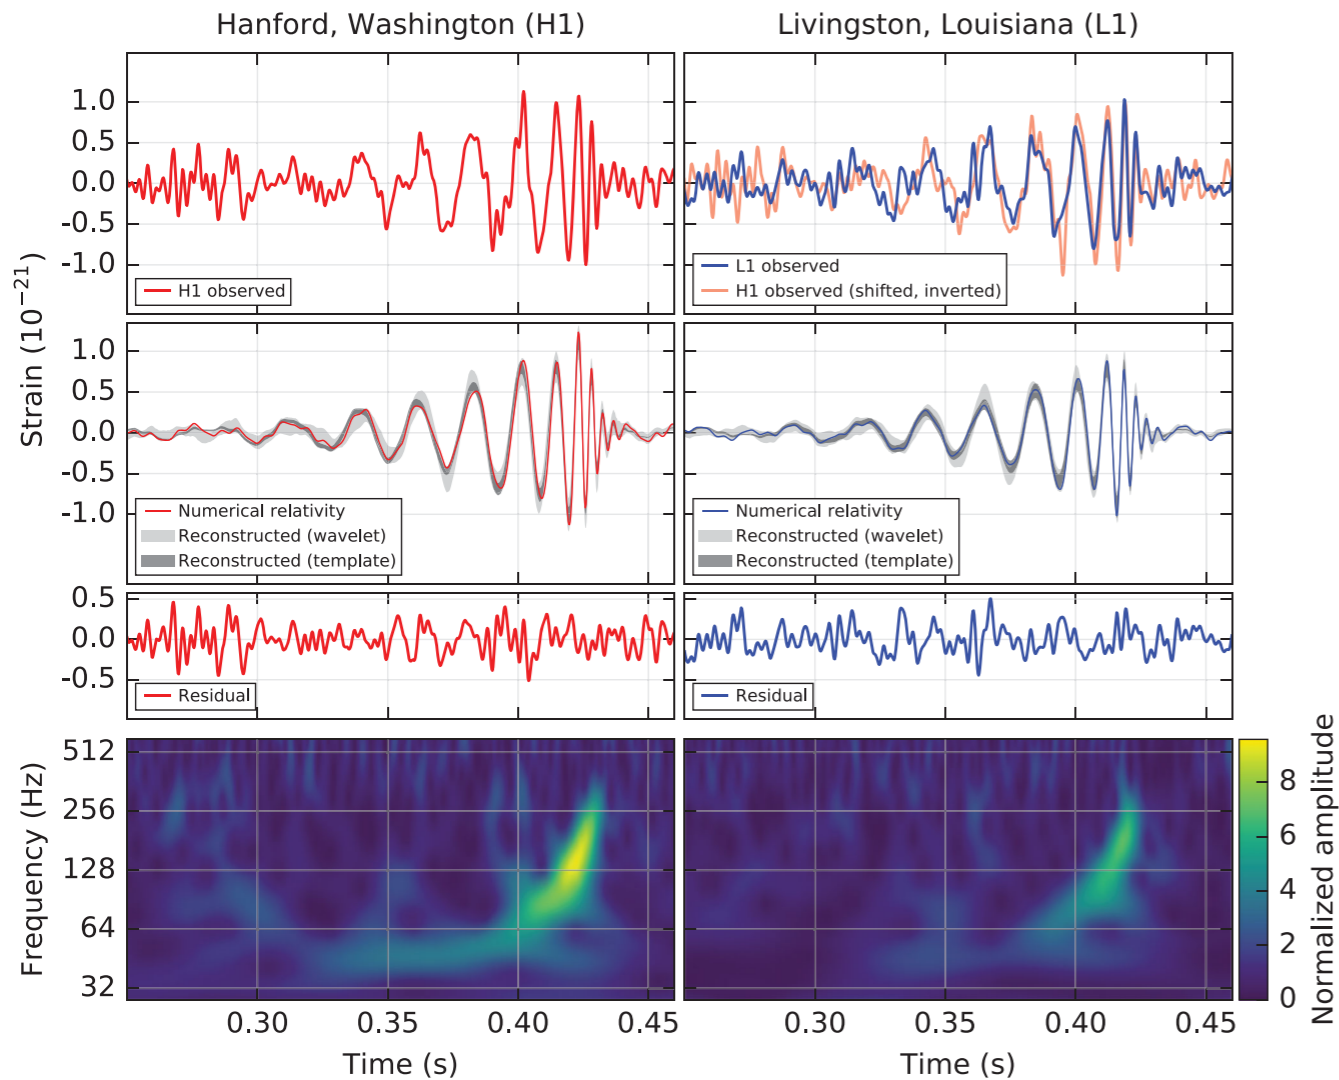 Hanford, Washington (H1)
Livingston, Louisiana (L1)
Strain (10⁻²¹)
1.0
0.5
0.0
-0.5
-1.0
H1 observed
L1 observed
H1 observed (shifted, inverted)
1.0
0.5
0.0
-0.5
-1.0
Numerical relativity
Reconstructed (wavelet)
Reconstructed (template)
Numerical relativity
Reconstructed (wavelet)
Reconstructed (template)
0.5
0.0
-0.5
Residual
Residual
Frequency (Hz)
512
256
128
64
32
Normalized amplitude
8
6
4
2
0
0.30 0.35 0.40 0.45
0.30 0.35 0.40 0.45
Time (s)
Time (s)